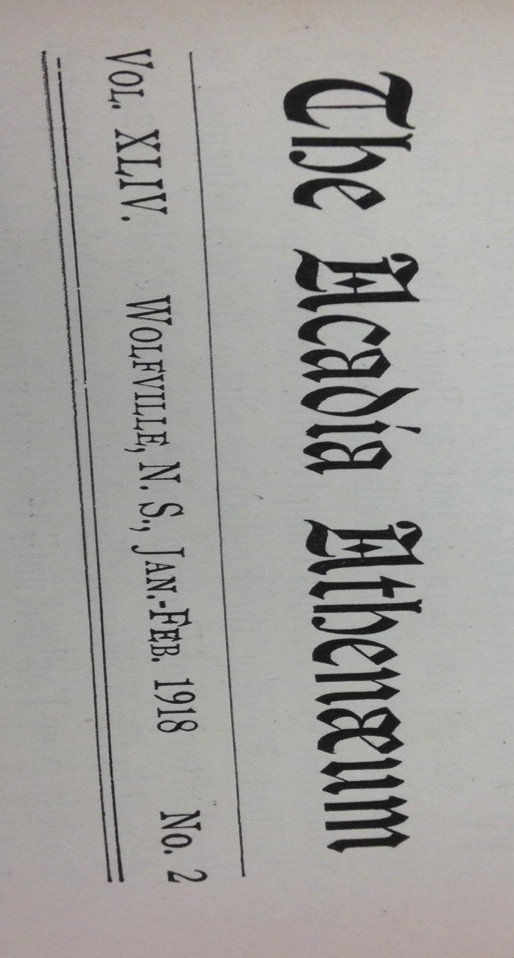 The Acadia Athenæum
VOL. XLIV. WOLFVILLE, N. S., JAN.-FEB. 1918 No. 2